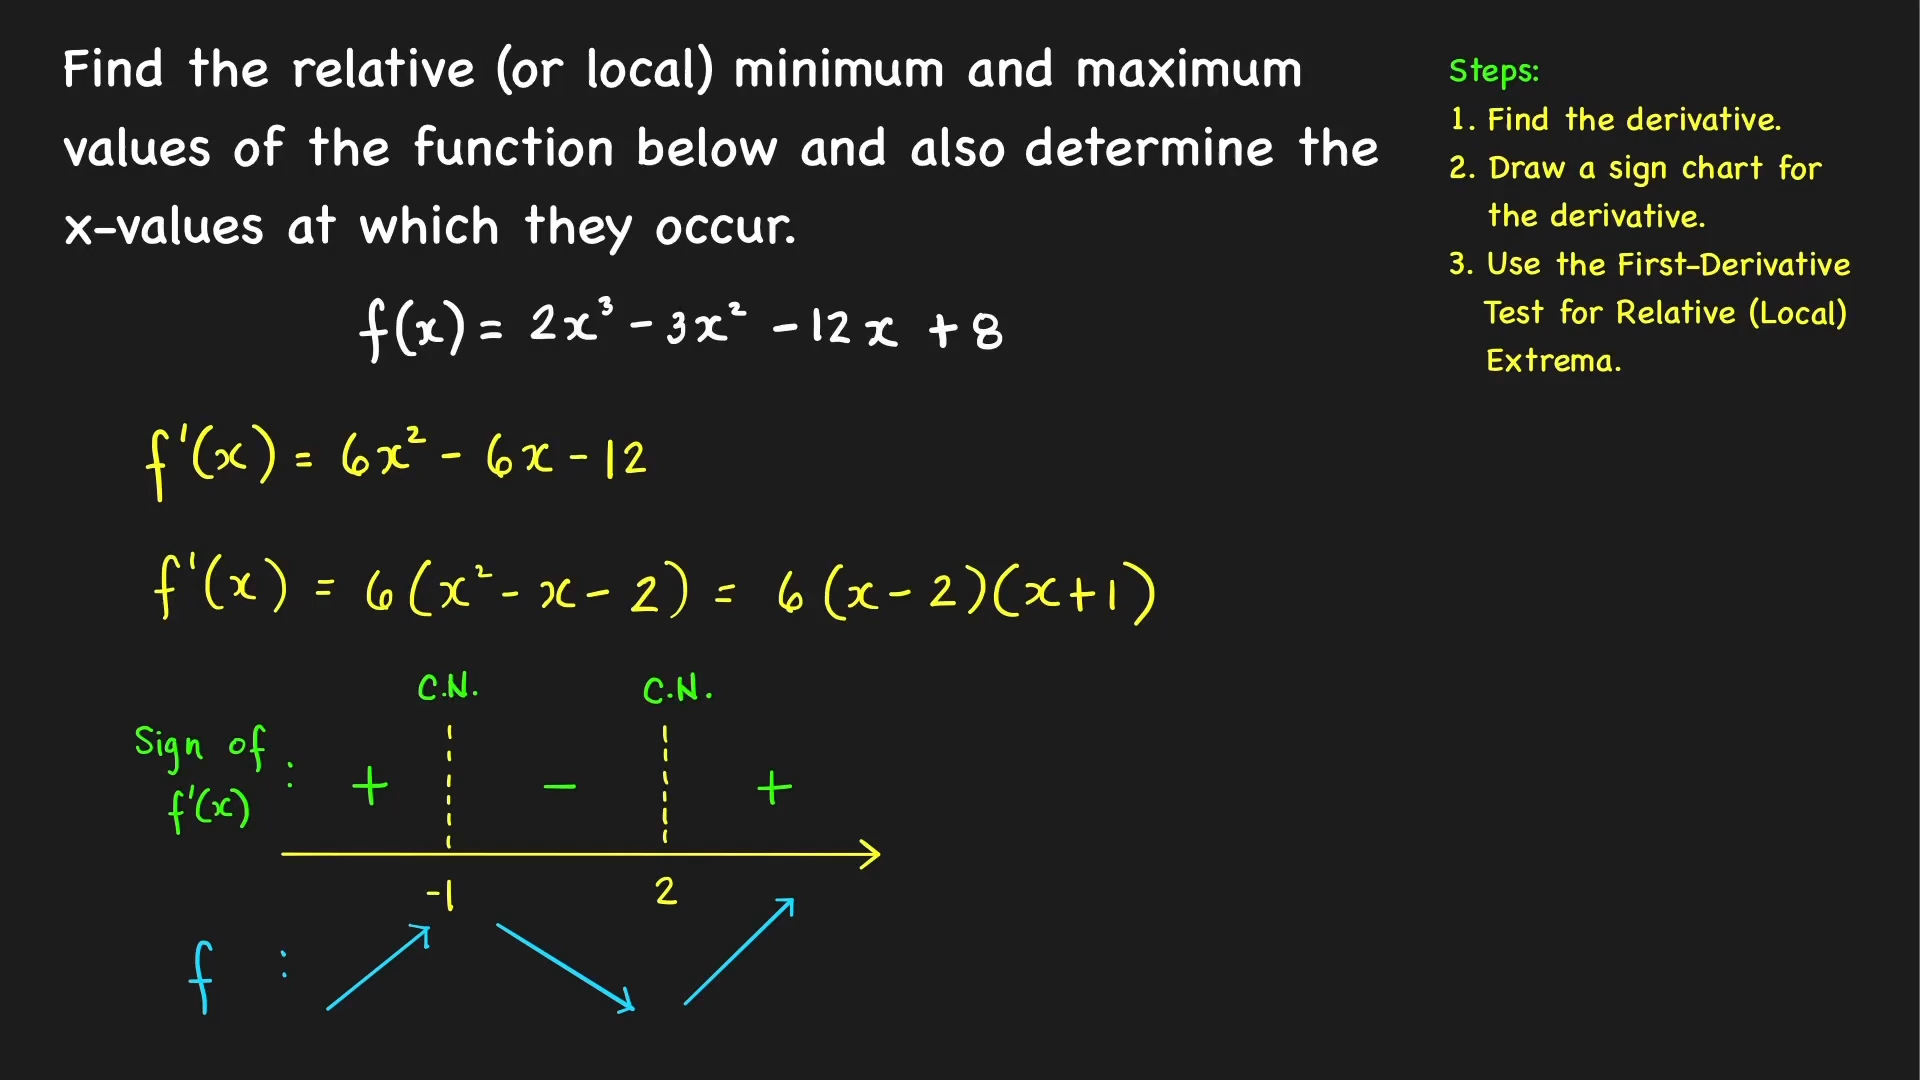 Find the relative (or local) minimum and maximum
values of the function below and also determine the
x-values at which they occur.
f(x) = 2x³ - 3x² - 12x + 8
Steps:
1. Find the derivative.
2. Draw a sign chart for
the derivative.
3. Use the First-Derivative
Test for Relative (Local)
Extrema.
f'(x) = 6x² - 6x - 12
f'(x) = 6(x² - x - 2) = 6(x - 2)(x + 1)
C.N. C.N.
Sign of
f'(x) : + - +
-1 2
f :